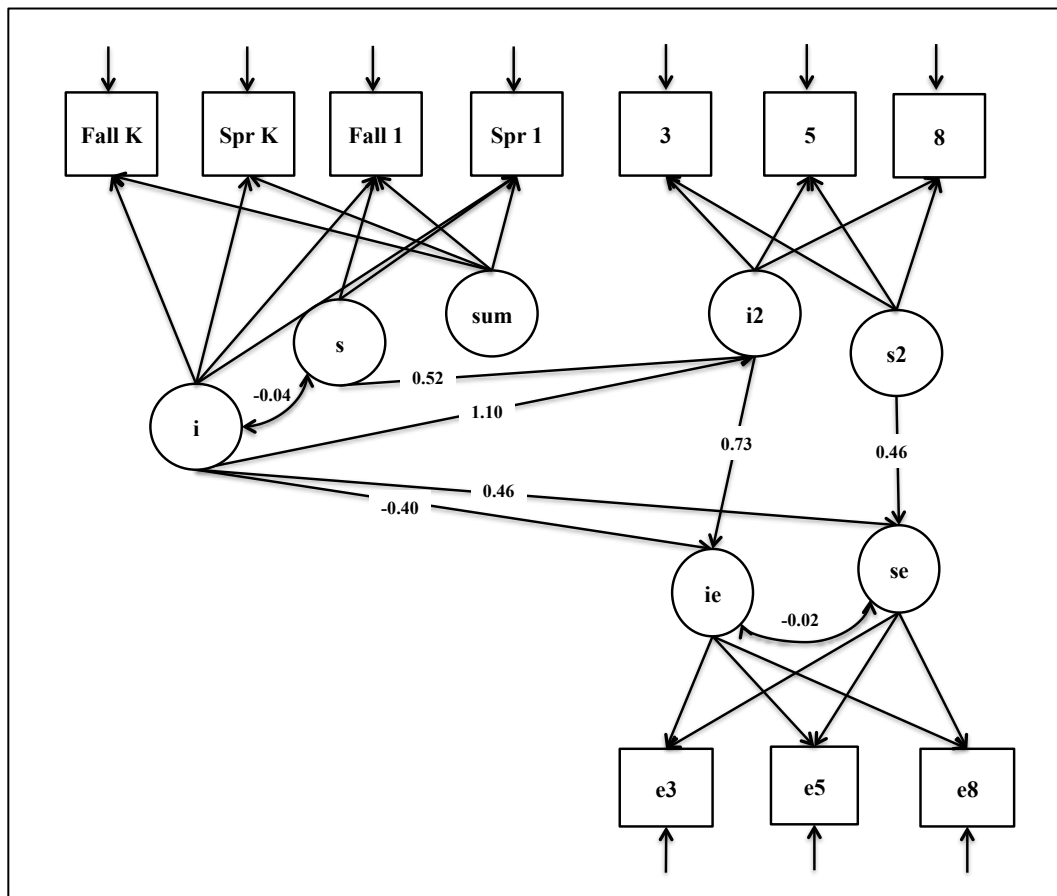 Fall K
Spr K
Fall 1
Spr 1
3
5
8
sum
i2
s
s2
0.52
-0.04
1.10
i
0.73
0.46
0.46
-0.40
se
ie
-0.02
e3
e5
e8